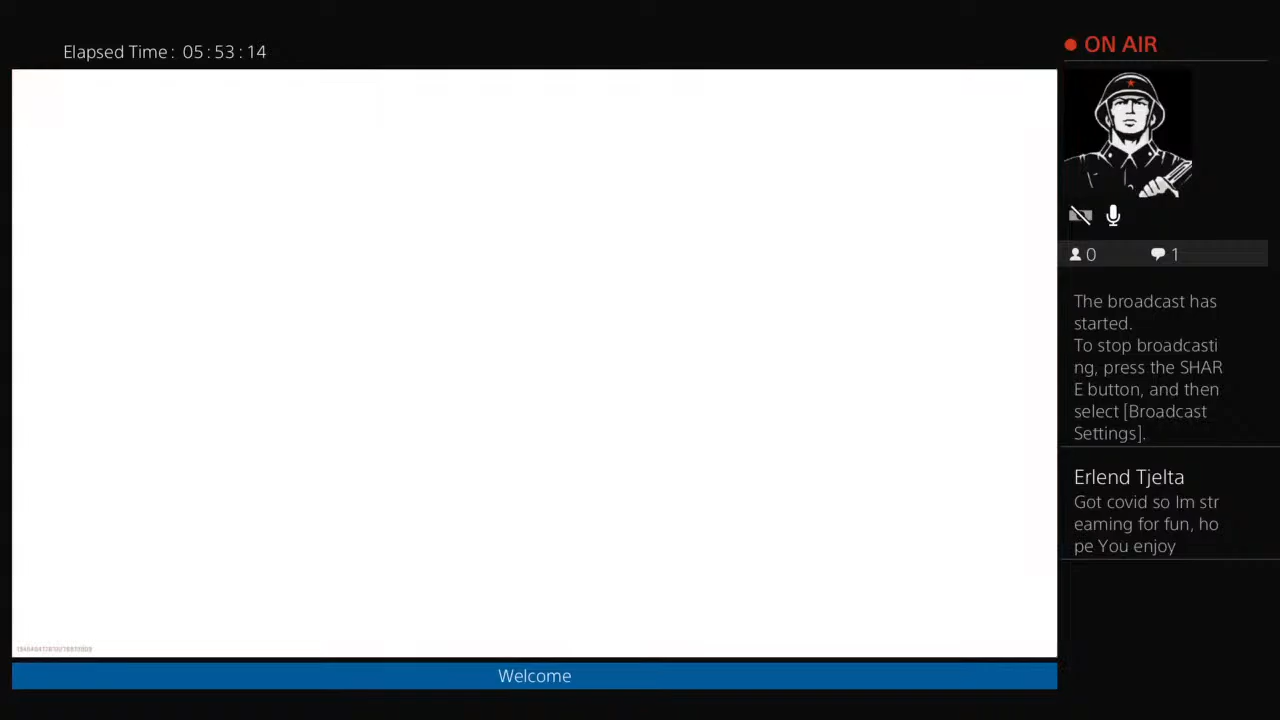 Elapsed Time : 05 : 53 : 14
ON AIR
0
1
The broadcast has
started.
To stop broadcasti
ng, press the SHAR
E button, and then
select [Broadcast
Settings].
Erlend Tjelta
Got covid so Im str
eaming for fun, ho
pe You enjoy
Welcome